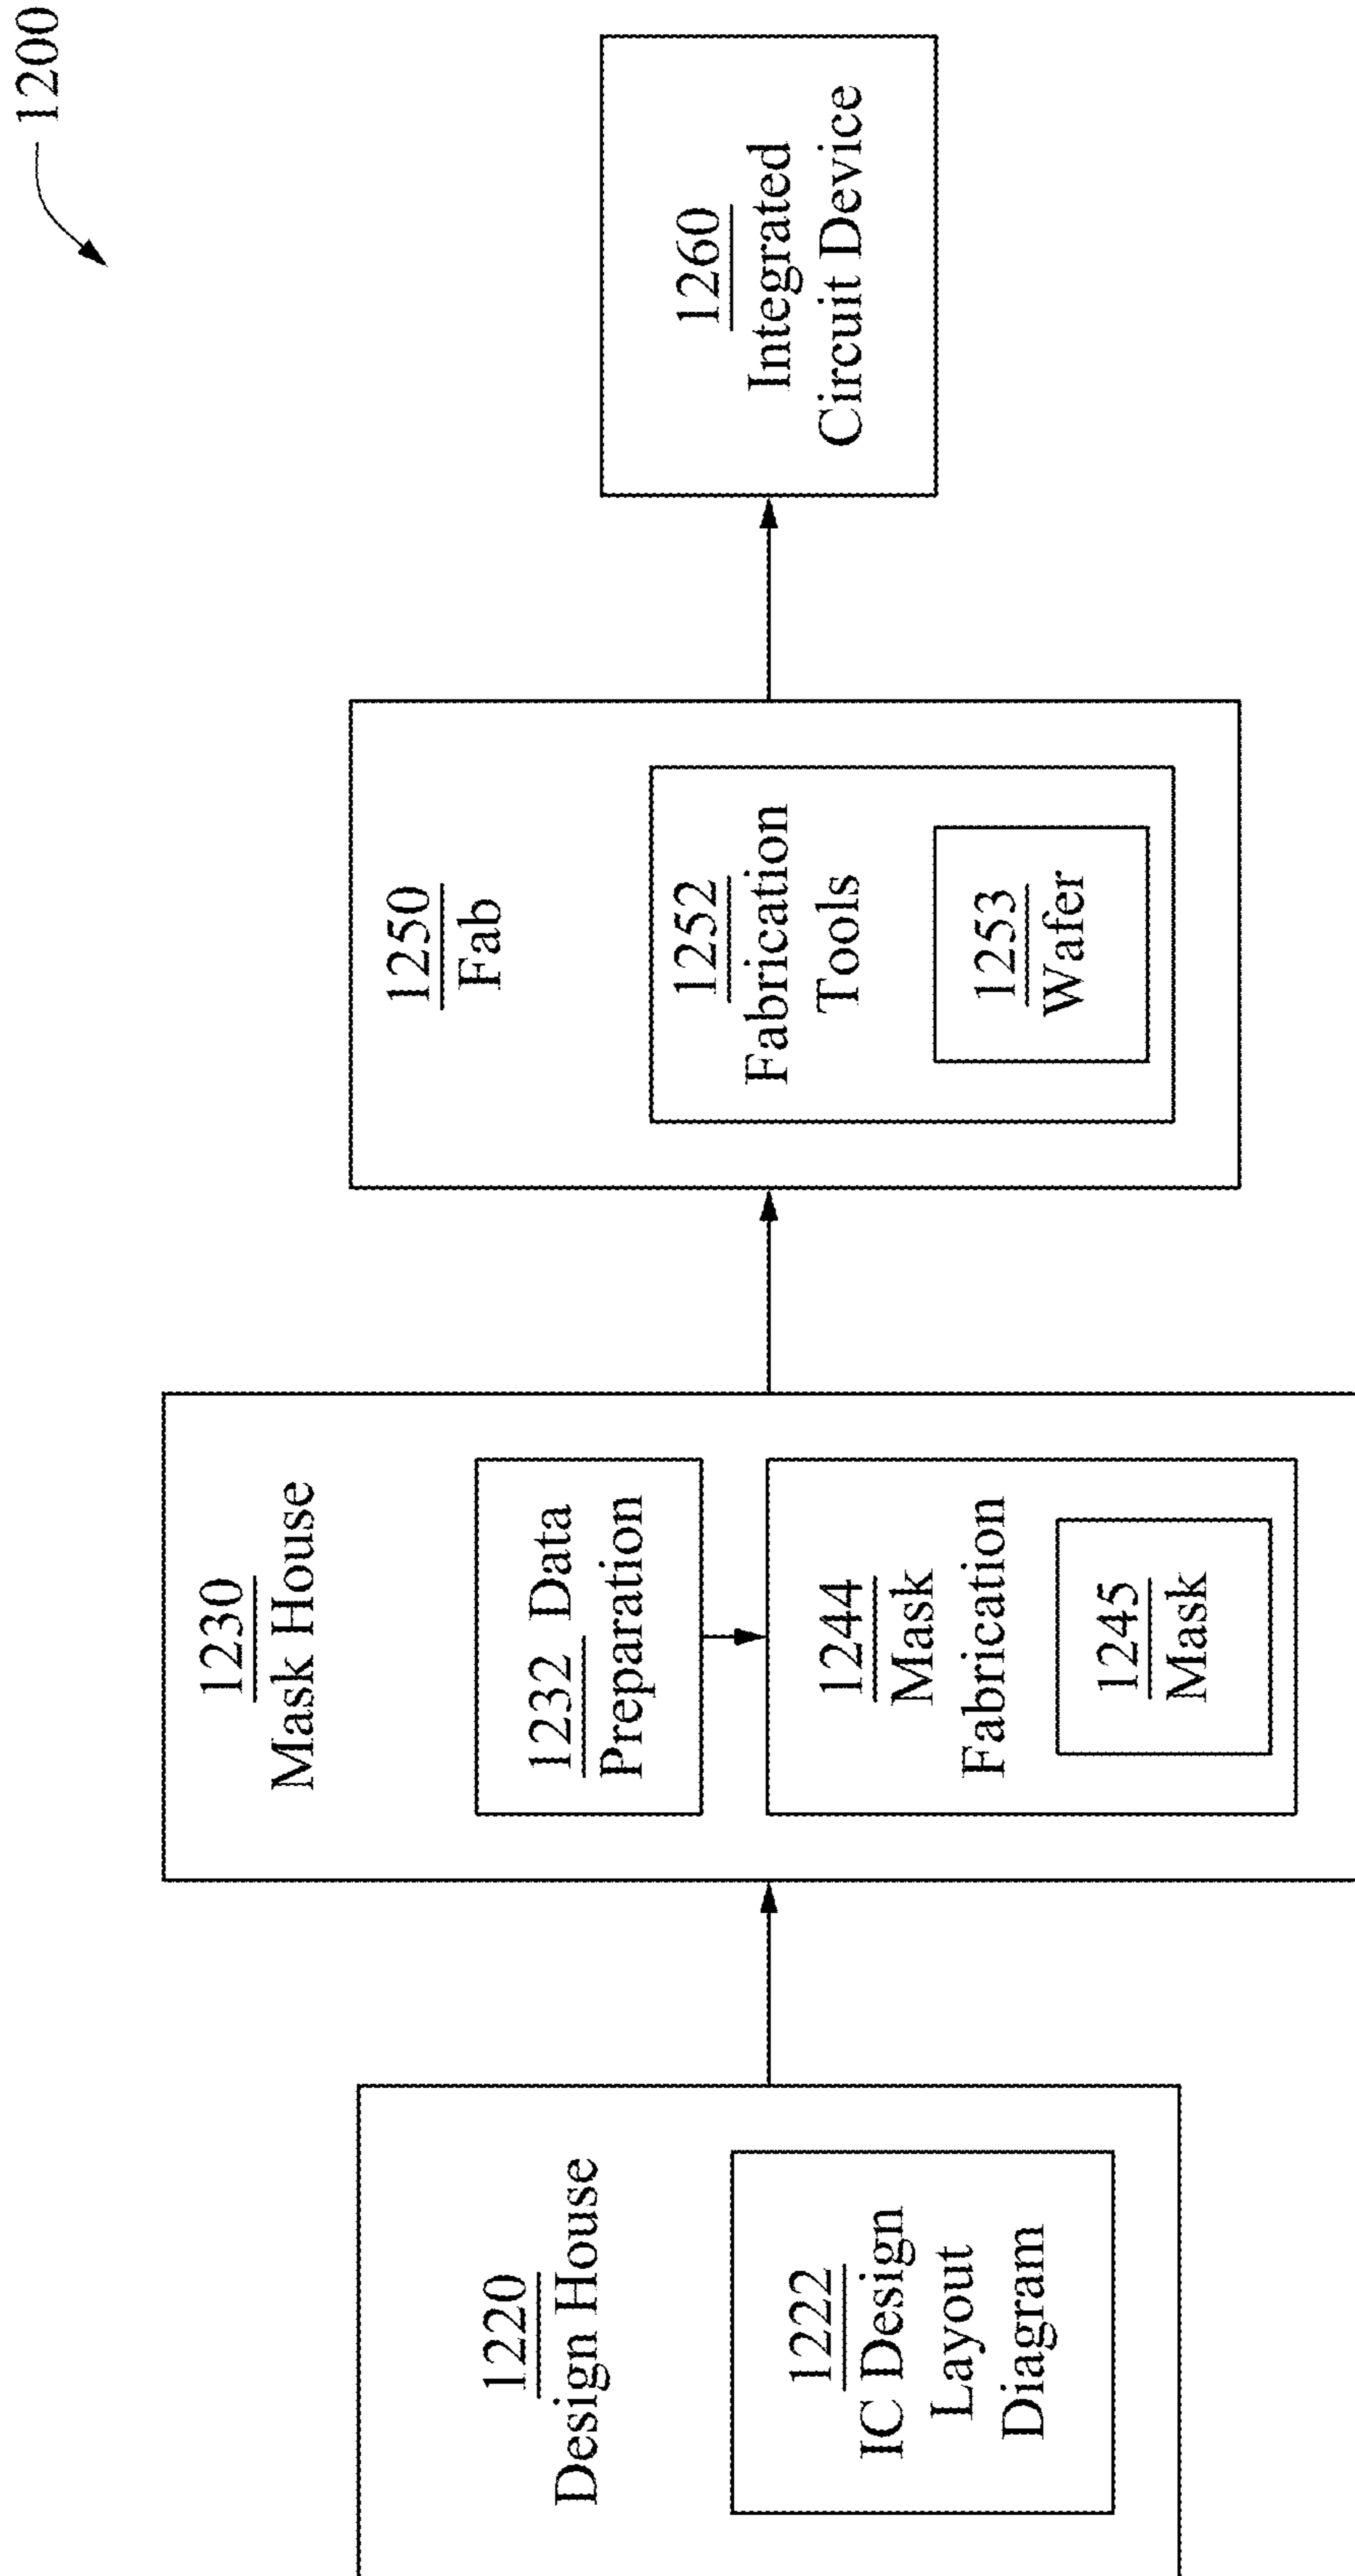 1200
1220
Design House
1222
IC Design
Layout
Diagram
1230
Mask House
1232 Data
Preparation
1244
Mask
Fabrication
1245
Mask
1250
Fab
1252
Fabrication
Tools
1253
Wafer
1260
Integrated
Circuit Device